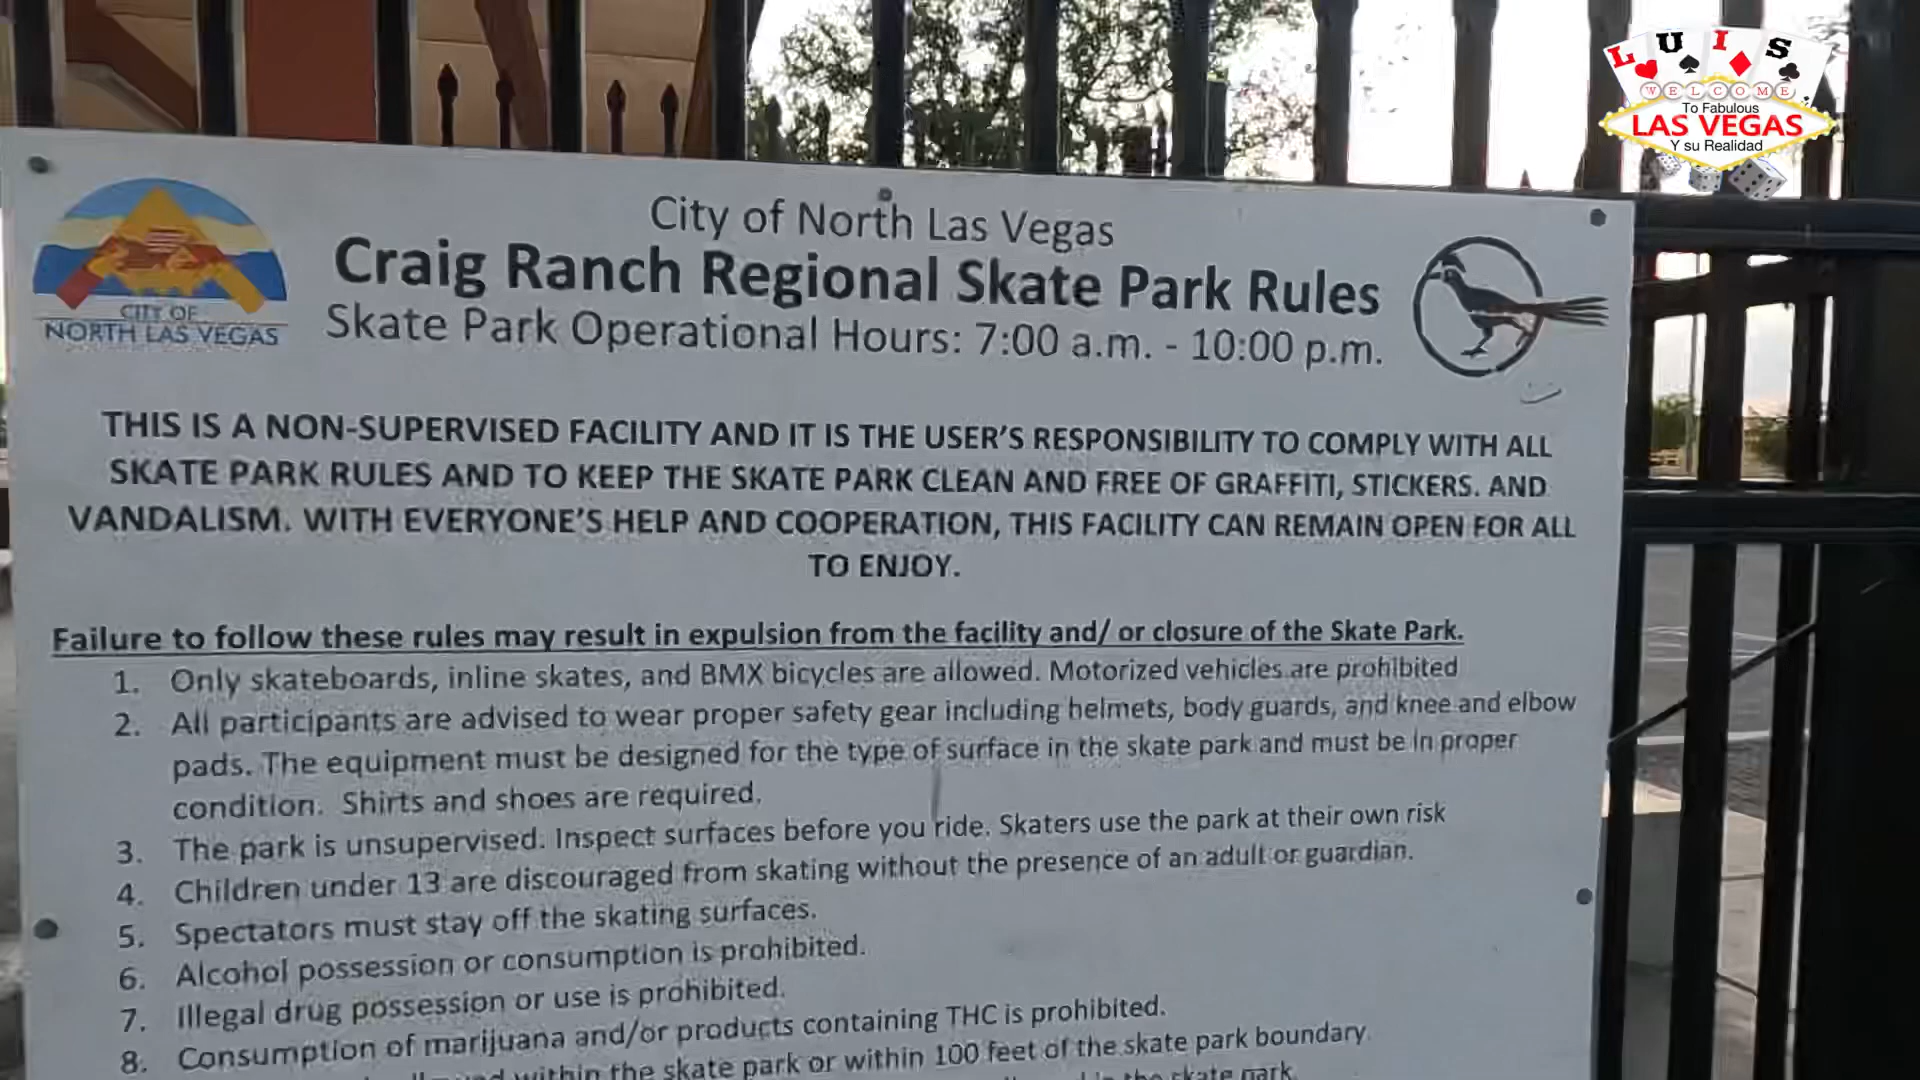 L U I S
WELCOME
To Fabulous
LAS VEGAS
Y su Realidad
CITY OF
NORTH LAS VEGAS
City of North Las Vegas
Craig Ranch Regional Skate Park Rules
Skate Park Operational Hours: 7:00 a.m. - 10:00 p.m.
THIS IS A NON-SUPERVISED FACILITY AND IT IS THE USER'S RESPONSIBILITY TO COMPLY WITH ALL
SKATE PARK RULES AND TO KEEP THE SKATE PARK CLEAN AND FREE OF GRAFFITI, STICKERS. AND
VANDALISM. WITH EVERYONE'S HELP AND COOPERATION, THIS FACILITY CAN REMAIN OPEN FOR ALL
TO ENJOY.
Failure to follow these rules may result in expulsion from the facility and/ or closure of the Skate Park.
1. Only skateboards, inline skates, and BMX bicycles are allowed. Motorized vehicles are prohibited
2. All participants are advised to wear proper safety gear including helmets, body guards, and knee and elbow
pads. The equipment must be designed for the type of surface in the skate park and must be in proper
condition. Shirts and shoes are required.
3. The park is unsupervised. Inspect surfaces before you ride. Skaters use the park at their own risk
4. Children under 13 are discouraged from skating without the presence of an adult or guardian.
5. Spectators must stay off the skating surfaces.
6. Alcohol possession or consumption is prohibited.
7. Illegal drug possession or use is prohibited.
8. Consumption of marijuana and/or products containing THC is prohibited.
within the skate park or within 100 feet of the skate park boundary
the skate park.